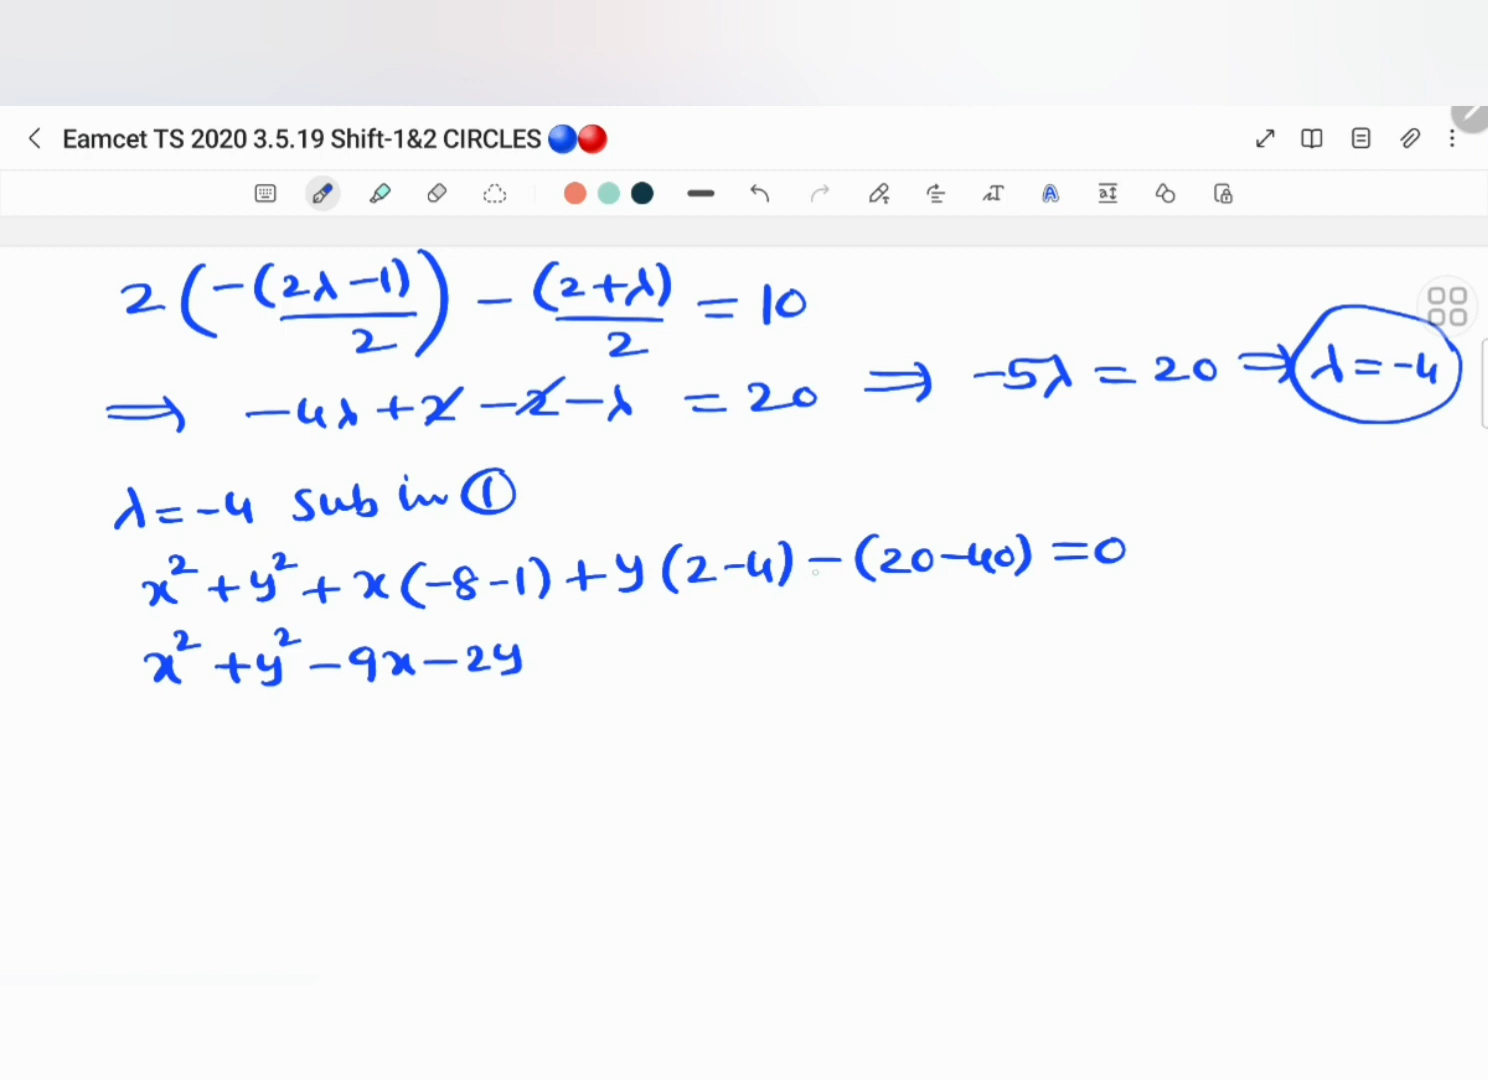 Eamcet TS 2020 3.5.19 Shift-1&2 CIRCLES
2(-(2λ-1)/2) - (2+λ)/2 = 10
⇒ -4λ+2-2-λ = 20 ⇒ -5λ = 20 ⇒ λ=-4
λ=-4 sub in ①
x²+y²+x(-8-1)+y(2-4)-(20-40)=0
x²+y²-9x-2y